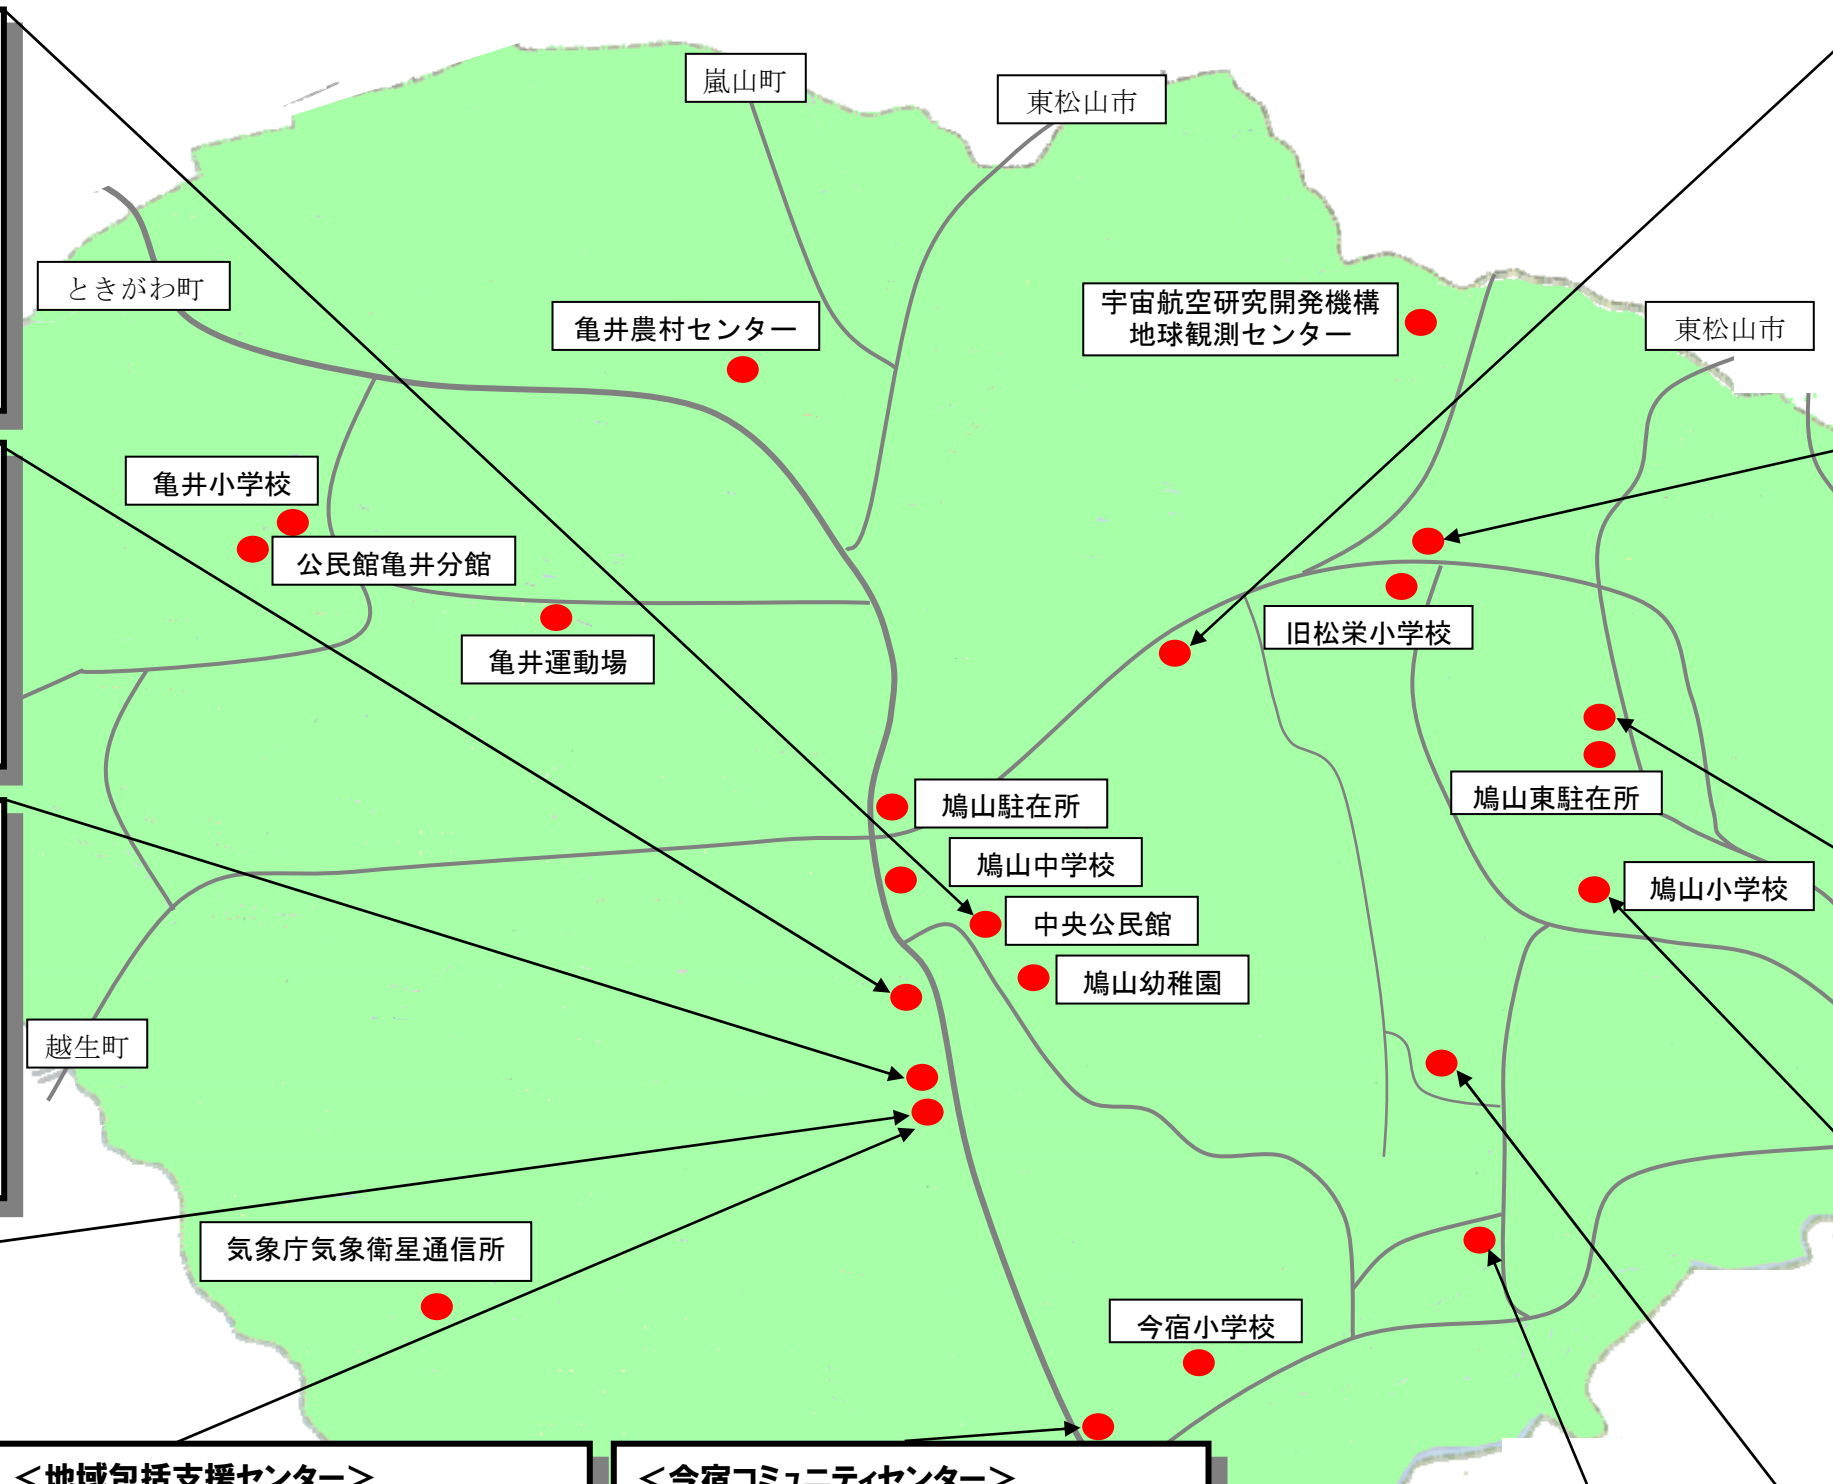 嵐山町
東松山市
ときがわ町
亀井農村センター
宇宙航空研究開発機構
地球観測センター
東松山市
亀井小学校
公民館亀井分館
亀井運動場
旧松栄小学校
鳩山駐在所
鳩山東駐在所
鳩山中学校
鳩山小学校
中央公民館
鳩山幼稚園
越生町
気象庁気象衛星通信所
今宿小学校
＜地域包括支援センター＞
＜今宿コミュニティセンター＞